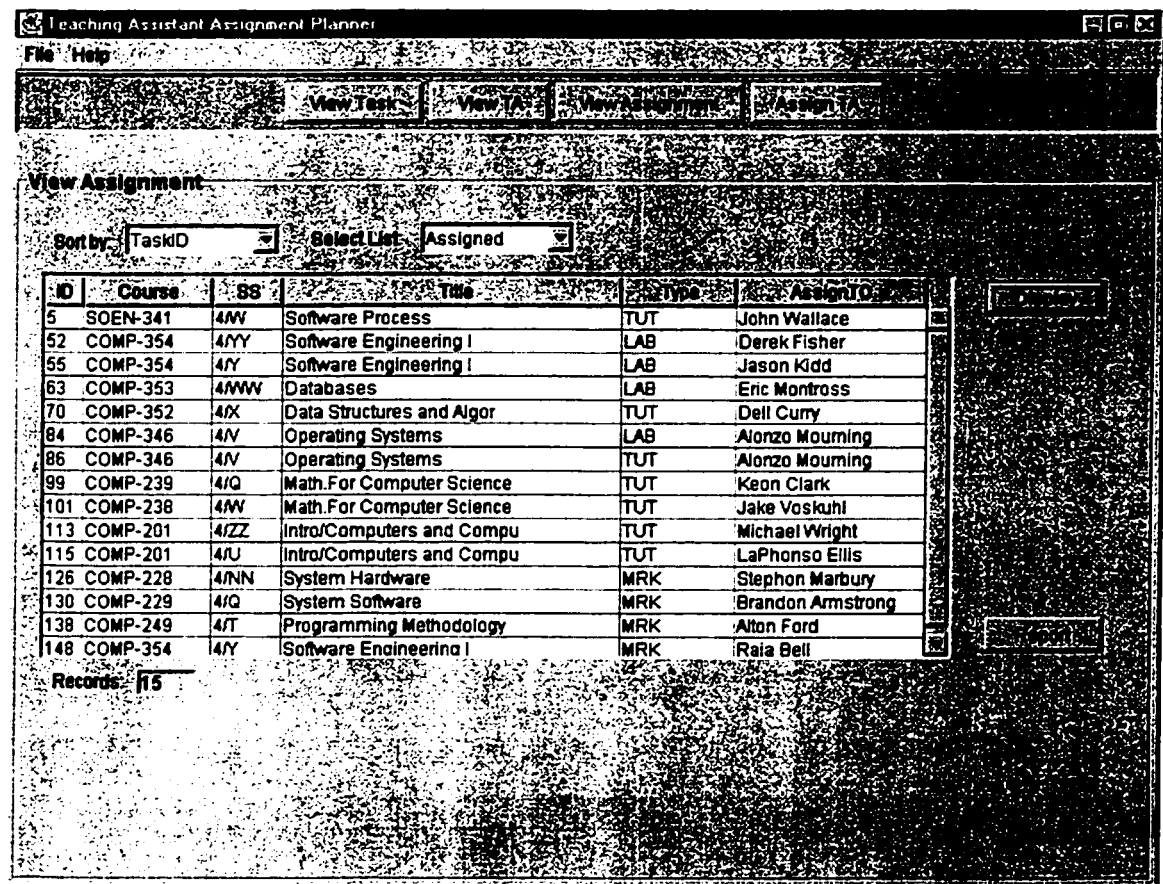 Teaching Assistant Assignment Planner
File Help
View Task View TA View Assignment Assign TA
View Assignment
Sort by: TaskID Select List: Assigned
ID Course SS Title Type AssignTO
Display
5 SOEN-341 4/W Software Process TUT John Wallace
52 COMP-354 4/YY Software Engineering I LAB Derek Fisher
55 COMP-354 4/Y Software Engineering I LAB Jason Kidd
63 COMP-353 4/WW Databases LAB Eric Montross
70 COMP-352 4/X Data Structures and Algor TUT Dell Curry
84 COMP-346 4/V Operating Systems LAB Alonzo Mourning
86 COMP-346 4/V Operating Systems TUT Alonzo Mourning
99 COMP-239 4/Q Math.For Computer Science TUT Keon Clark
101 COMP-238 4/W Math.For Computer Science TUT Jake Voskuhl
113 COMP-201 4/ZZ Intro/Computers and Compu TUT Michael Wright
115 COMP-201 4/U Intro/Computers and Compu TUT LaPhonso Ellis
126 COMP-228 4/NN System Hardware MRK Stephon Marbury
130 COMP-229 4/Q System Software MRK Brandon Armstrong
138 COMP-249 4/T Programming Methodology MRK Alton Ford
Report
148 COMP-354 4/Y Software Engineering I MRK Raja Bell
Records: 15